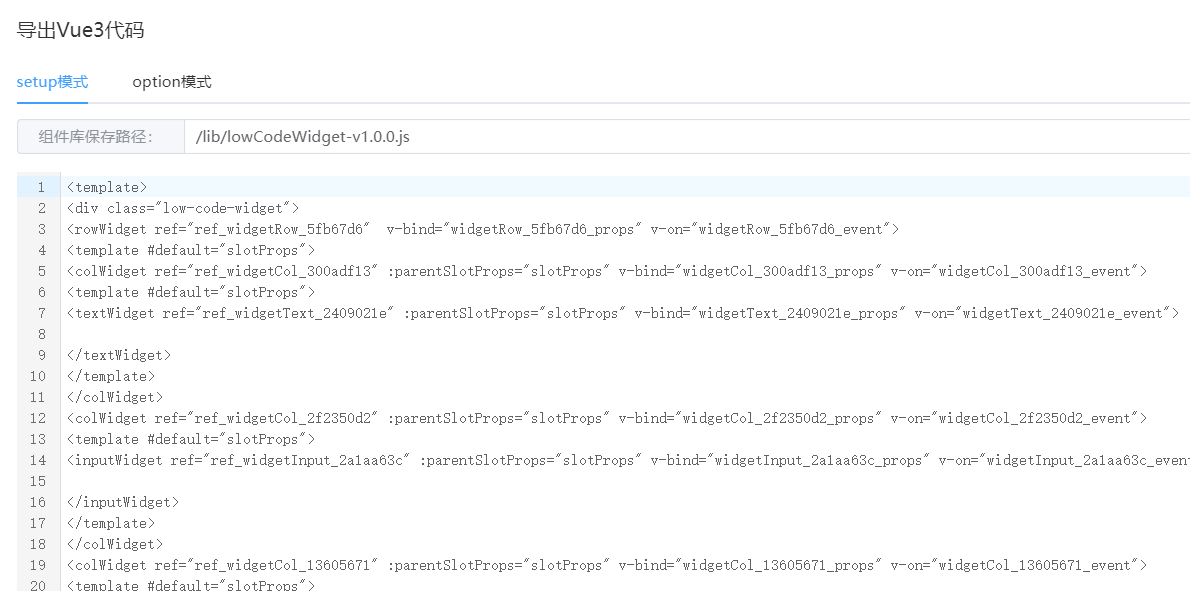 导出Vue3代码
setup模式 option模式
组件库保存路径: /lib/lowCodeWidget-v1.0.0.js
1 <template>
2 <div class="low-code-widget">
3 <rowWidget ref="ref_widgetRow_5fb67d6"  v-bind="widgetRow_5fb67d6_props" v-on="widgetRow_5fb67d6_event">
4 <template #default="slotProps">
5 <colWidget ref="ref_widgetCol_300adf13" :parentSlotProps="slotProps" v-bind="widgetCol_300adf13_props" v-on="widgetCol_300adf13_event">
6 <template #default="slotProps">
7 <textWidget ref="ref_widgetText_2409021e" :parentSlotProps="slotProps" v-bind="widgetText_2409021e_props" v-on="widgetText_2409021e_event">
8
9 </textWidget>
10 </template>
11 </colWidget>
12 <colWidget ref="ref_widgetCol_2f2350d2" :parentSlotProps="slotProps" v-bind="widgetCol_2f2350d2_props" v-on="widgetCol_2f2350d2_event">
13 <template #default="slotProps">
14 <inputWidget ref="ref_widgetInput_2a1aa63c" :parentSlotProps="slotProps" v-bind="widgetInput_2a1aa63c_props" v-on="widgetInput_2a1aa63c_event
15
16 </inputWidget>
17 </template>
18 </colWidget>
19 <colWidget ref="ref_widgetCol_13605671" :parentSlotProps="slotProps" v-bind="widgetCol_13605671_props" v-on="widgetCol_13605671_event">
20 <template #default="slotProps">